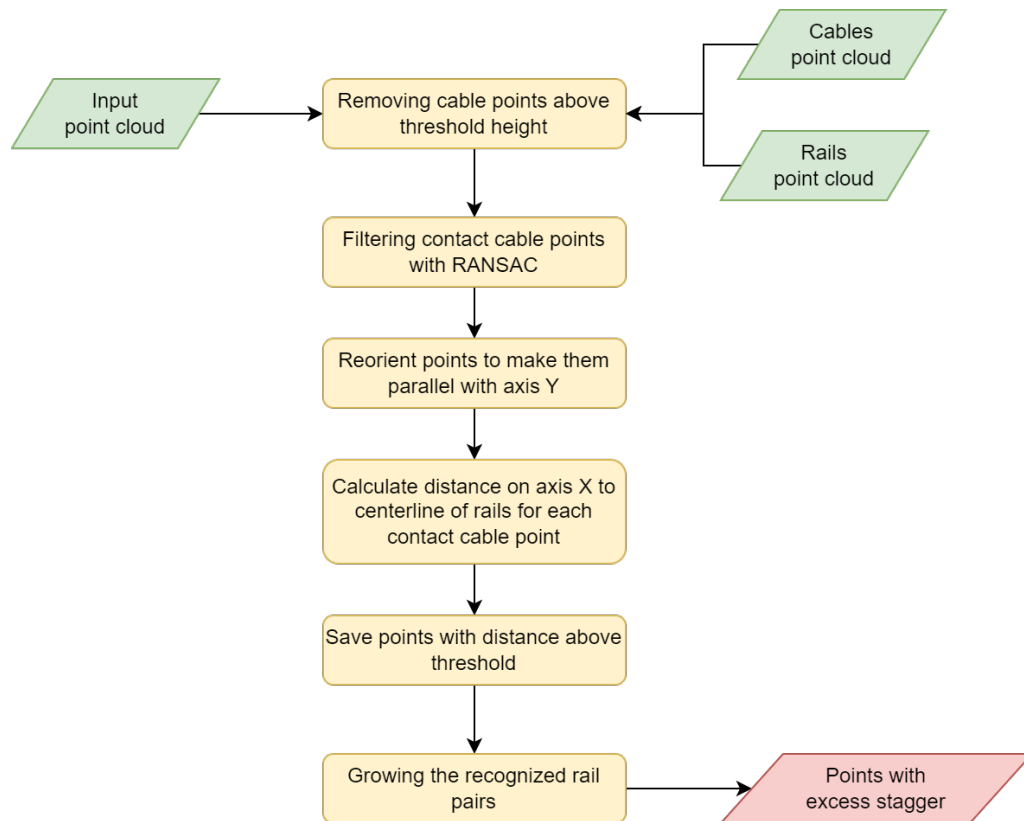 Cables
point cloud
Input
point cloud
Removing cable points above
threshold height
Rails
point cloud
Filtering contact cable points
with RANSAC
Reorient points to make them
parallel with axis Y
Calculate distance on axis X to
centerline of rails for each
contact cable point
Save points with distance above
threshold
Growing the recognized rail
pairs
Points with
excess stagger